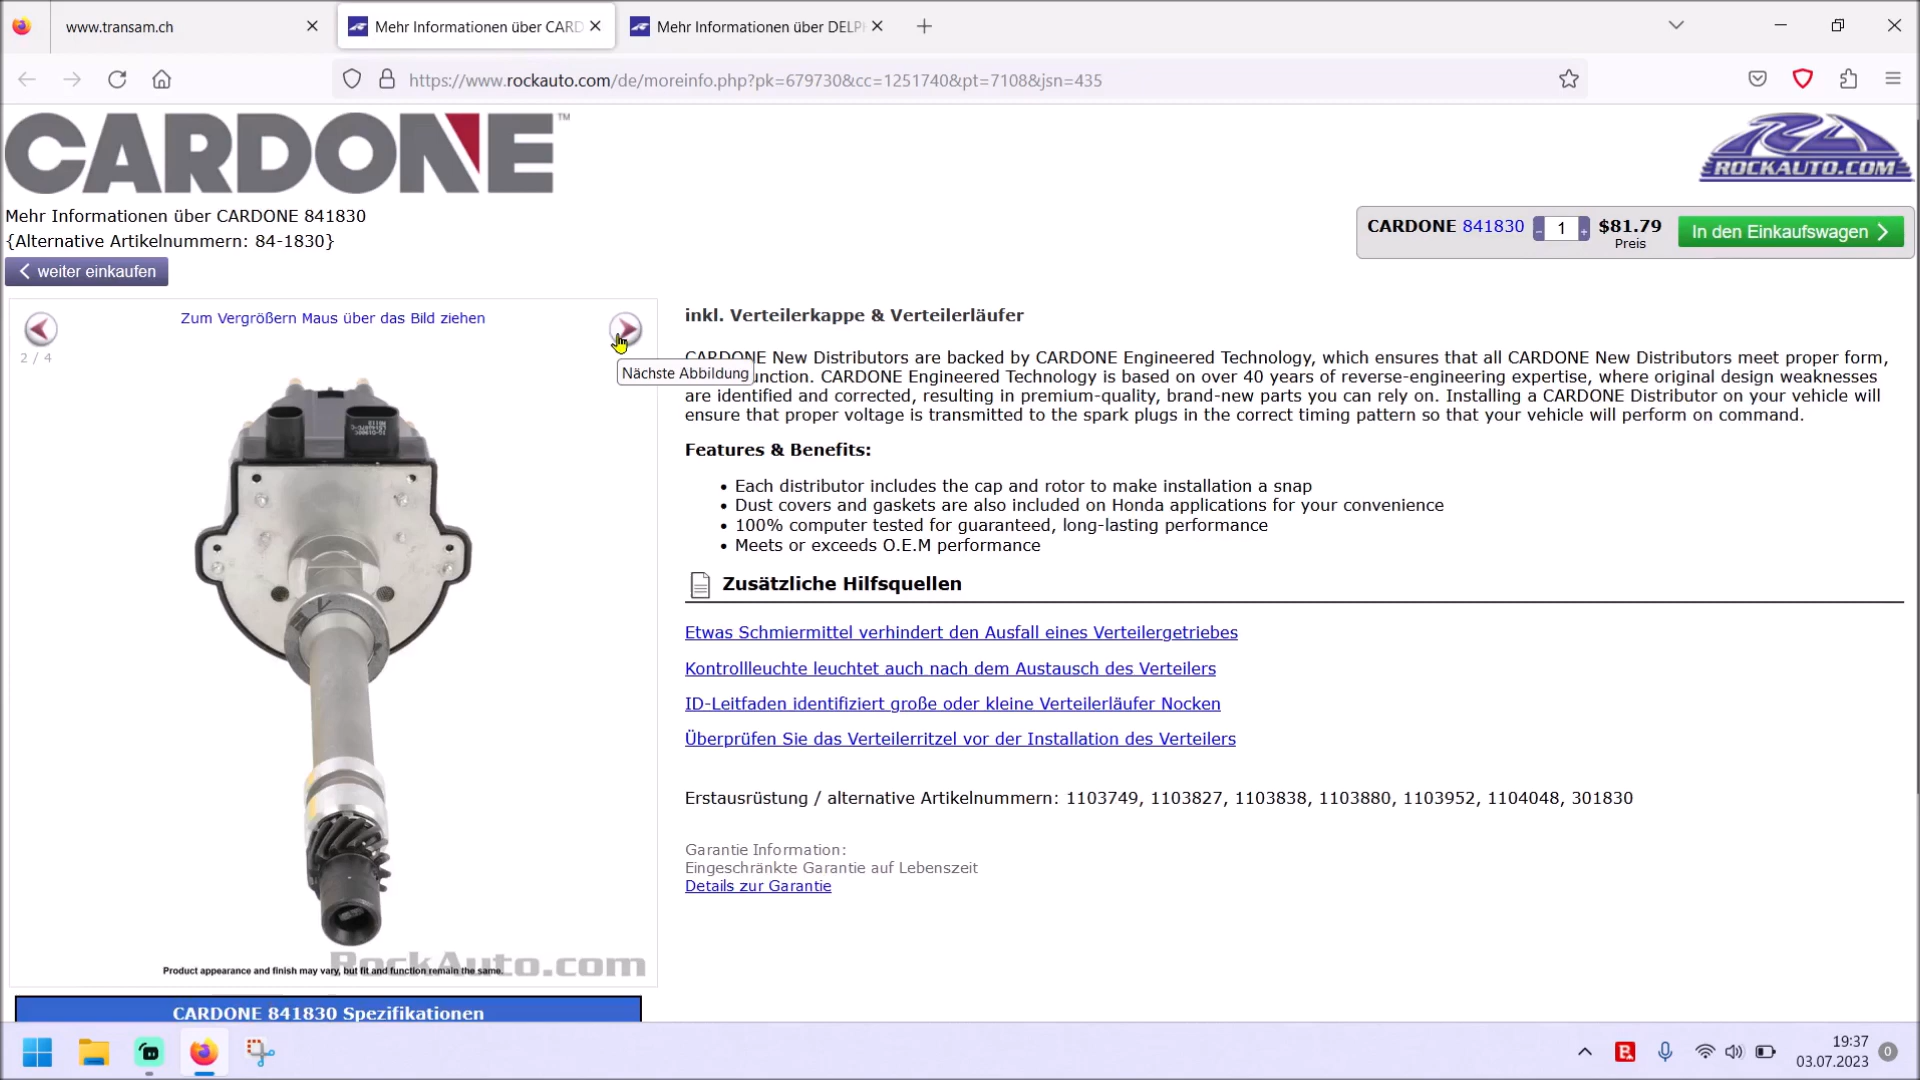 www.transam.ch
Mehr Informationen über CARD
Mehr Informationen über DELP
https://www.rockauto.com/de/moreinfo.php?pk=679730&cc=1251740&pt=7108&jsn=435
CARDONE™
ROCKAUTO.COM
Mehr Informationen über CARDONE 841830
{Alternative Artikelnummer: 84-1830}
CARDONE 841830 - 1 + $81.79
Preis
In den Einkaufswagen
weiter einkaufen
Zum Vergrößern Maus über das Bild ziehen
2 / 4
Nächste Abbildung
inkl. Verteilerkappe & Verteilerläufer
CARDONE New Distributors are backed by CARDONE Engineered Technology, which ensures that all CARDONE New Distributors meet proper form,
unction. CARDONE Engineered Technology is based on over 40 years of reverse-engineering expertise, where original design weaknesses
are identified and corrected, resulting in premium-quality, brand-new parts you can rely on. Installing a CARDONE Distributor on your vehicle will
ensure that proper voltage is transmitted to the spark plugs in the correct timing pattern so that your vehicle will perform on command.
Features & Benefits:
• Each distributor includes the cap and rotor to make installation a snap
• Dust covers and gaskets are also included on Honda applications for your convenience
• 100% computer tested for guaranteed, long-lasting performance
• Meets or exceeds O.E.M performance
Zusätzliche Hilfsquellen
Etwas Schmiermittel verhindert den Ausfall eines Verteilergetriebes
Kontrollleuchte leuchtet auch nach dem Austausch des Verteilers
ID-Leitfaden identifiziert große oder kleine Verteilerläufer Nocken
Überprüfen Sie das Verteilerritzel vor der Installation des Verteilers
Erstausrüstung / alternative Artikelnummern: 1103749, 1103827, 1103838, 1103880, 1103952, 1104048, 301830
Garantie Information:
Eingeschränkte Garantie auf Lebenszeit
Details zur Garantie
RockAuto.com
Product appearance and finish may vary, but fit and function remain the same.
CARDONE 841830 Spezifikationen
19:37
03.07.2023
0